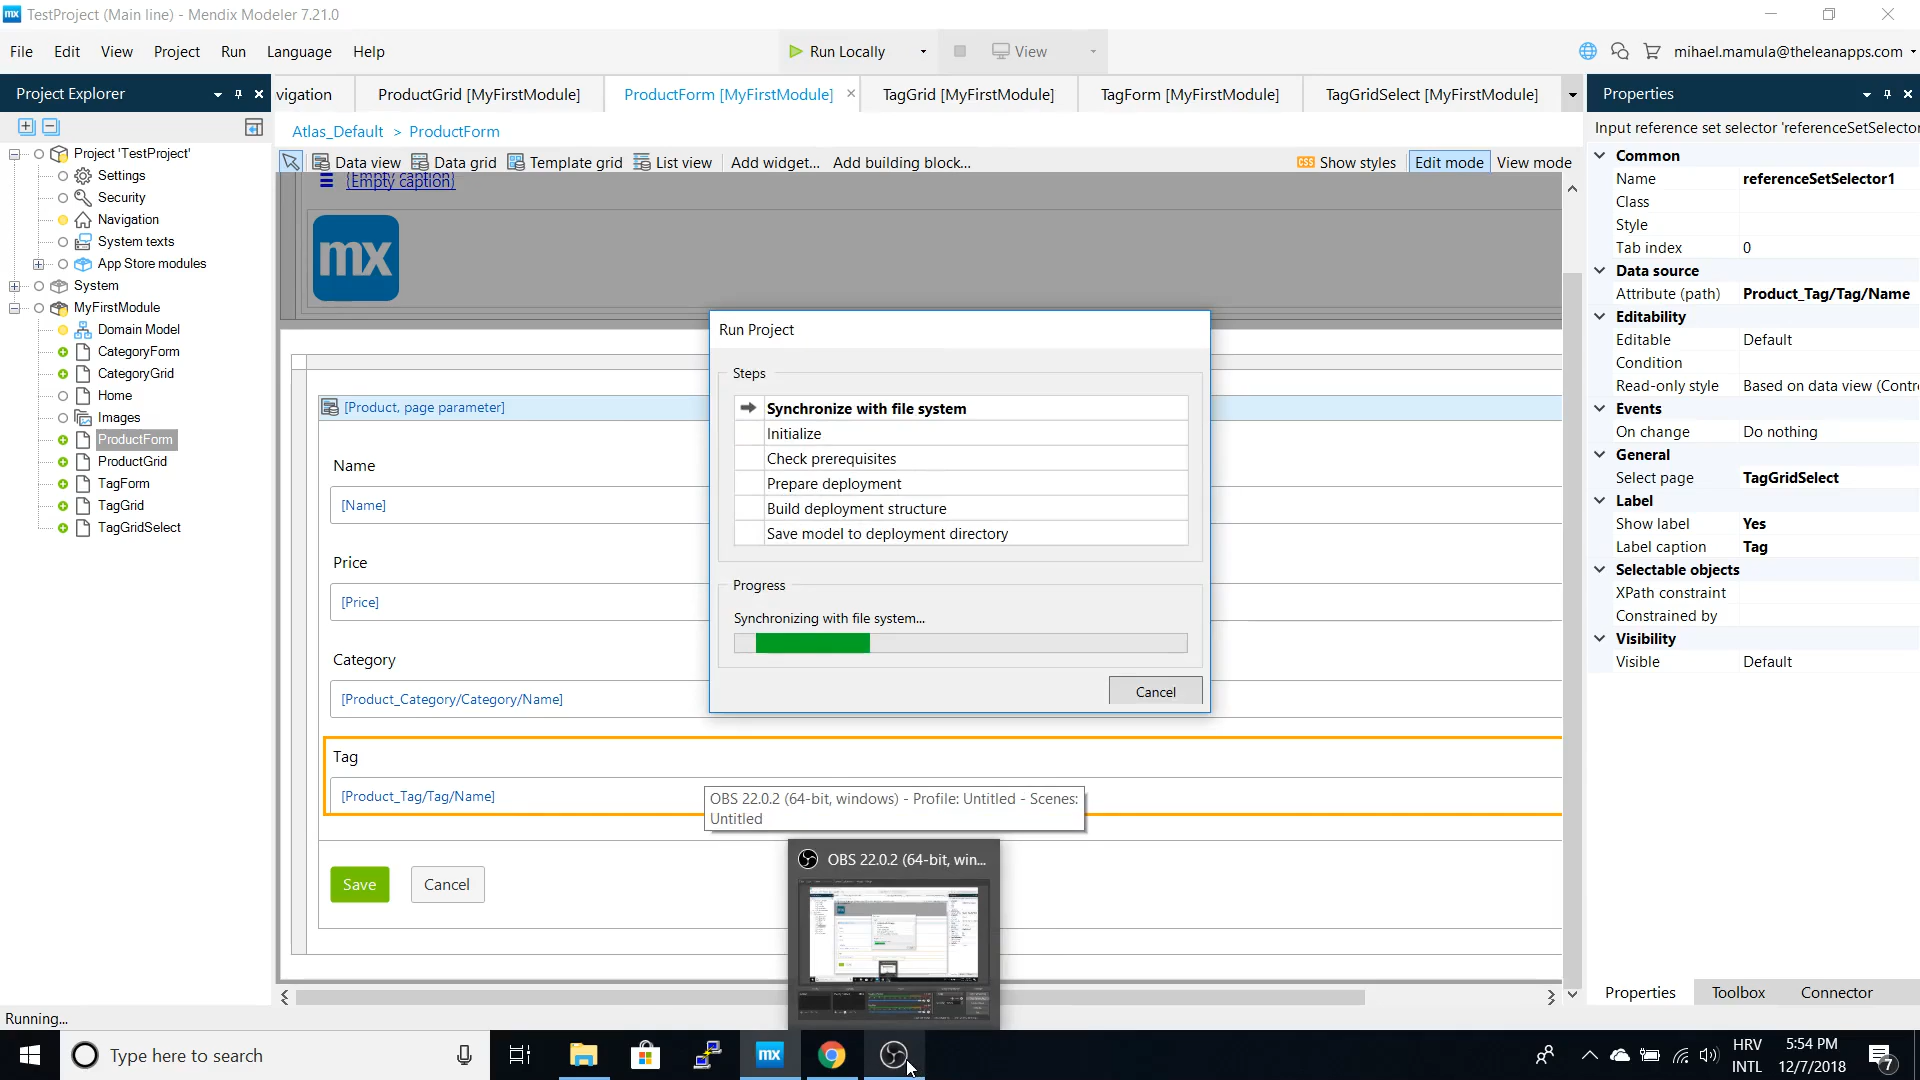 TestProject (Main line) - Mendix Modeler 7.21.0
File Edit View Project Run Language Help
Run Locally
View
mihael.mamula@theleanapps.com
Project Explorer
vigation
ProductGrid [MyFirstModule]
ProductForm [MyFirstModule]
TagGrid [MyFirstModule]
TagForm [MyFirstModule]
TagGridSelect [MyFirstModule]
Properties
Atlas_Default > ProductForm
Input reference set selector 'referenceSetSelector
Data view Data grid Template grid List view Add widget... Add building block...
CSS Show styles Edit mode View mode
Project 'TestProject'
Settings
Security
Navigation
System texts
App Store modules
System
MyFirstModule
Domain Model
CategoryForm
CategoryGrid
Home
Images
ProductForm
ProductGrid
TagForm
TagGrid
TagGridSelect
(Empty caption)
mx
[Product, page parameter]
Name
[Name]
Price
[Price]
Category
[Product_Category/Category/Name]
Tag
[Product_Tag/Tag/Name]
Save
Cancel
Run Project
Steps
Synchronize with file system
Initialize
Check prerequisites
Prepare deployment
Build deployment structure
Save model to deployment directory
Progress
Synchronizing with file system...
Cancel
OBS 22.0.2 (64-bit, windows) - Profile: Untitled - Scenes:
Untitled
OBS 22.0.2 (64-bit, win...
Common
Name referenceSetSelector1
Class
Style
Tab index 0
Data source
Attribute (path) Product_Tag/Tag/Name
Editability
Editable Default
Condition
Read-only style Based on data view (Contr
Events
On change Do nothing
General
Select page TagGridSelect
Label
Show label Yes
Label caption Tag
Selectable objects
XPath constraint
Constrained by
Visibility
Visible Default
Properties Toolbox Connector
Running...
Type here to search
mx
HRV
INTL
5:54 PM
12/7/2018
7